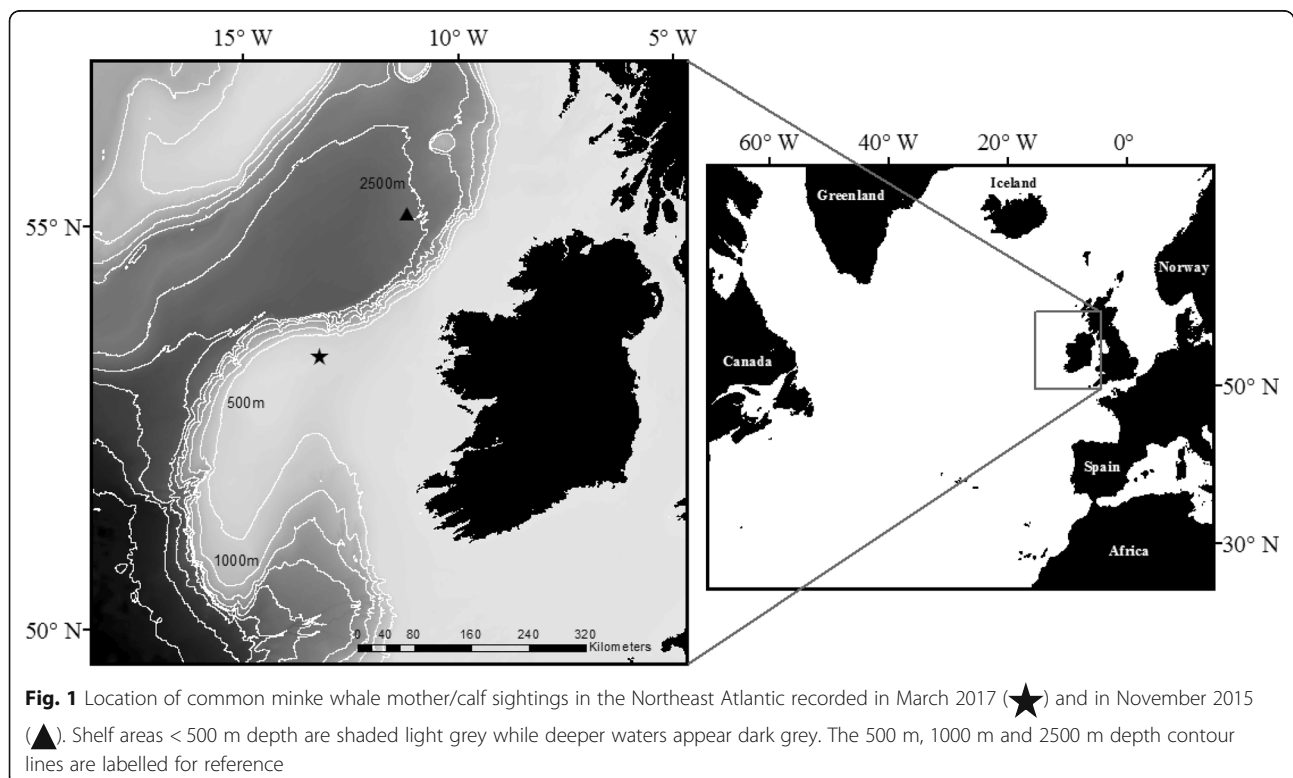 15° W 10° W 5° W
60° W 40° W 20° W 0°
Greenland
Iceland
2500m
55° N
Norway
Canada
50° N
500m
Spain
1000m
Africa
30° N
50° N
0 40 80 160 240 320
Kilometers
Fig. 1 Location of common minke whale mother/calf sightings in the Northeast Atlantic recorded in March 2017 (★) and in November 2015
(▲). Shelf areas < 500 m depth are shaded light grey while deeper waters appear dark grey. The 500 m, 1000 m and 2500 m depth contour
lines are labelled for reference